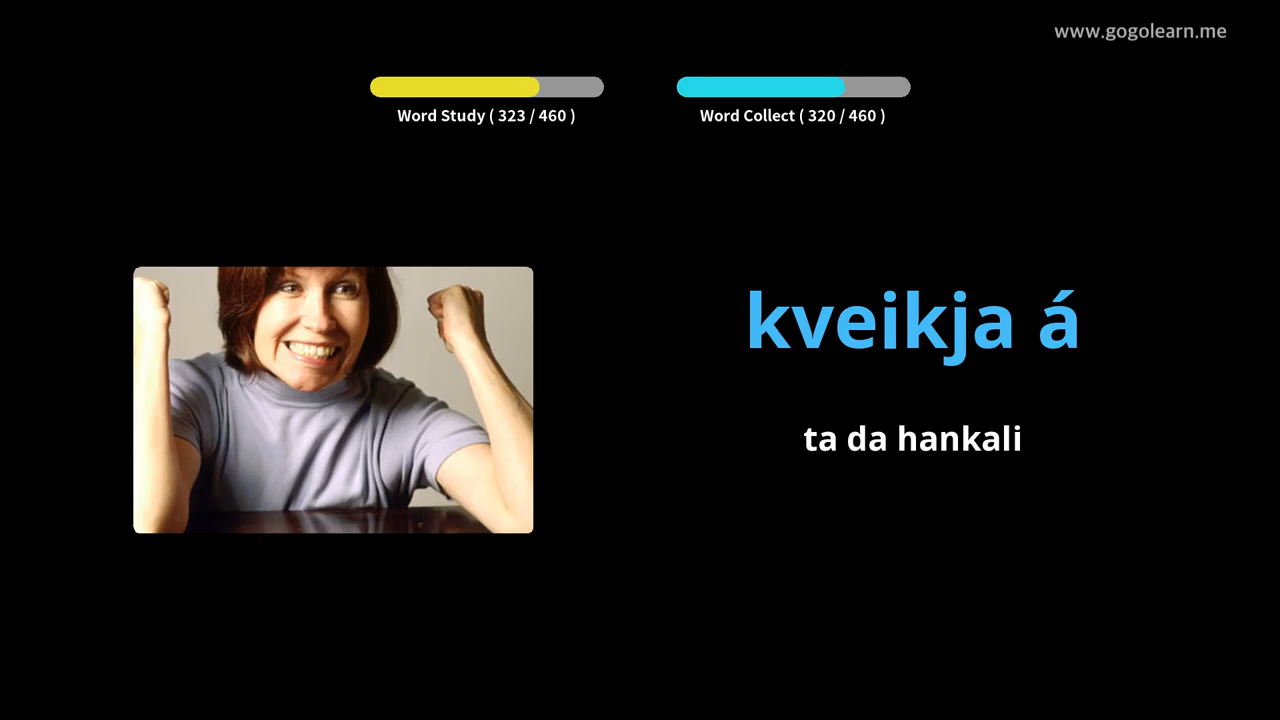 www.gogolearn.me
Word Study ( 323 / 460 )
Word Collect ( 320 / 460 )
kveikja á
ta da hankali